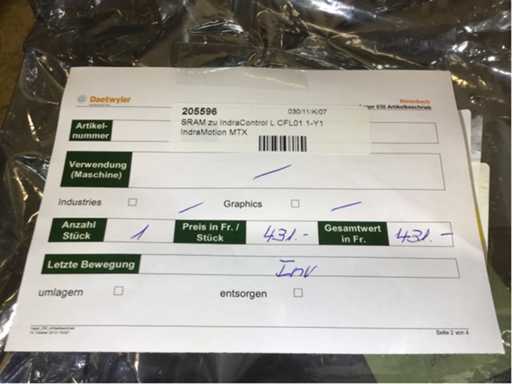 Daetwyler
205596 030/11/K/07
SRAM zu IndraControl L CFL01.1-Y1
IndraMotion MTX
Artikel-
nummer
Verwendung
(Maschine)
Industries
Graphics
Anzahl
Stück
1
Preis in Fr. /
Stück
431.-
Gesamtwert
in Fr.
431.-
Letzte Bewegung
Inv
umlagern
entsorgen
Seite 2 von 4